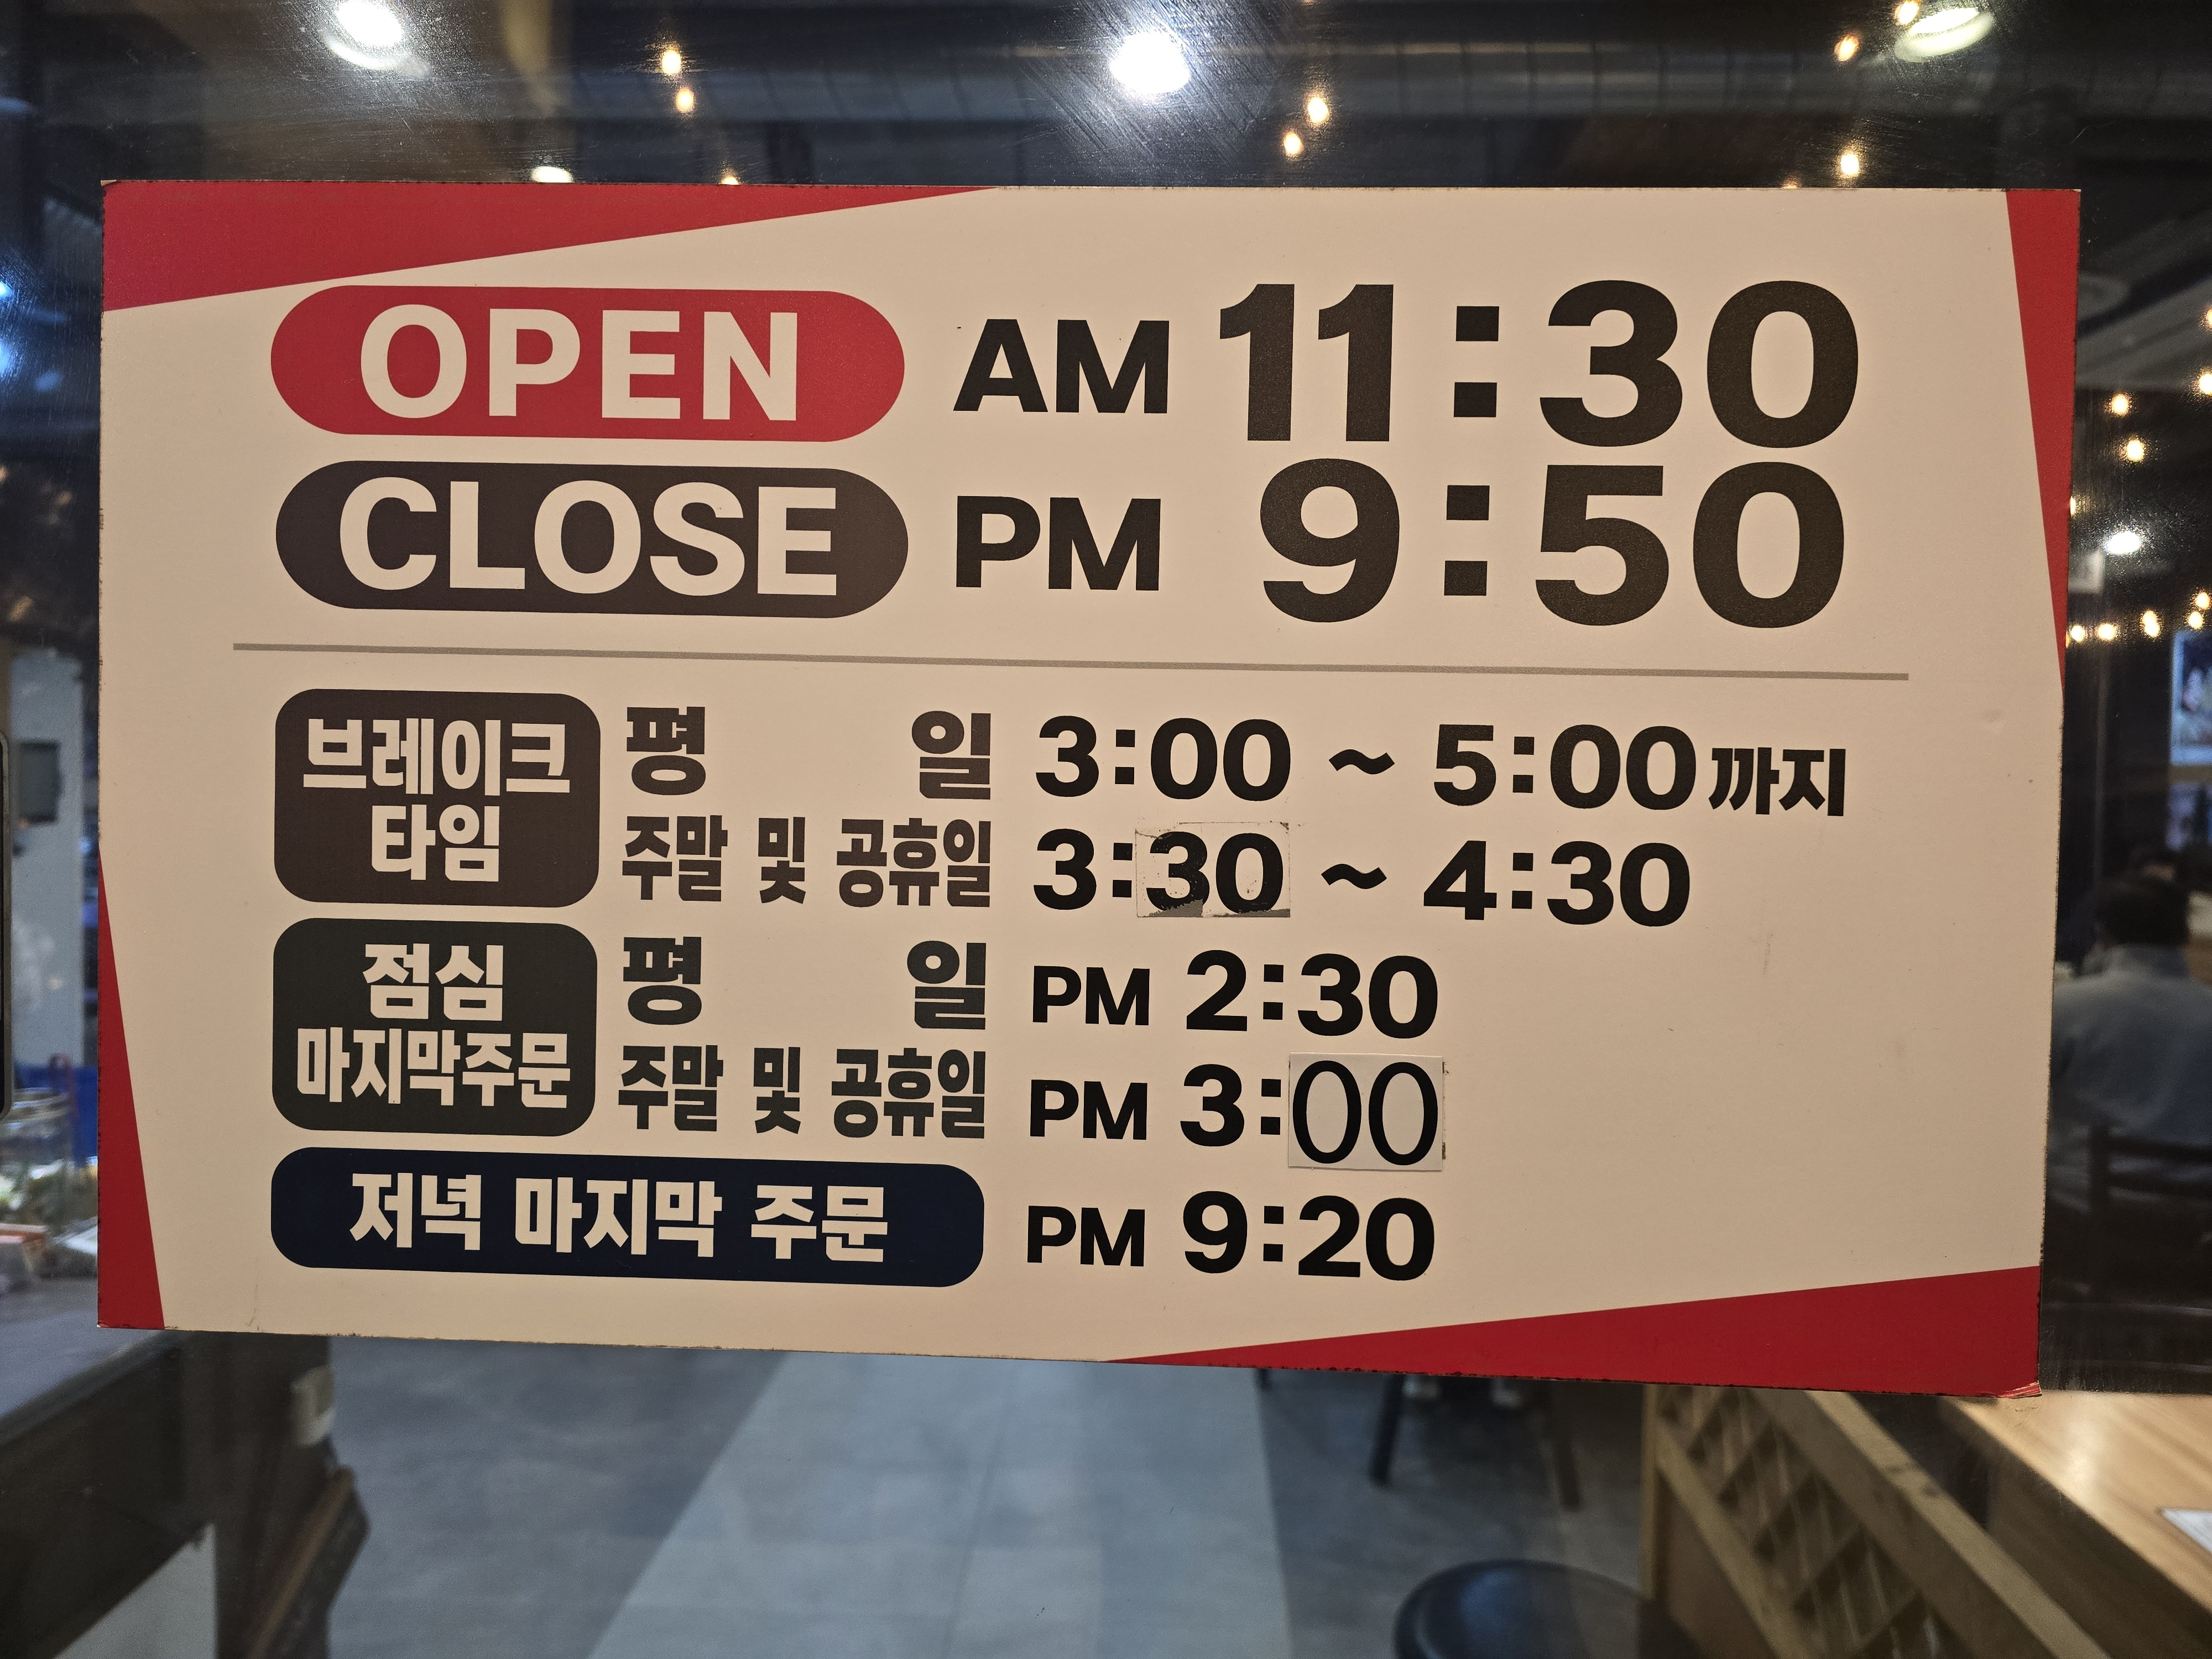 OPEN AM 11:30
CLOSE PM 9:50
브레이크 타임
평 일 3:00 ~ 5:00까지
주말 및 공휴일 3:30 ~ 4:30
점심 마지막주문
평 일 PM 2:30
주말 및 공휴일 PM 3:00
저녁 마지막 주문 PM 9:20